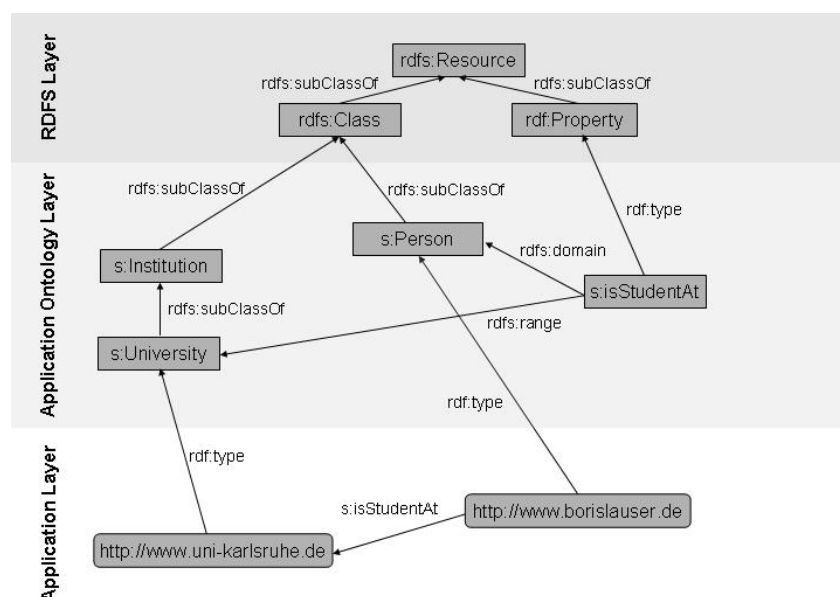 RDFS Layer
rdfs:Resource
rdfs:subClassOf
rdfs:subClassOf
rdfs:Class
rdf:Property
Application Ontology Layer
rdfs:subClassOf
rdfs:subClassOf
rdf:type
s:Person
rdfs:domain
s:Institution
s:isStudentAt
rdfs:subClassOf
rdfs:range
s:University
rdf:type
rdf:type
Application Layer
s:isStudentAt
http://www.borislauser.de
http://www.uni-karlsruhe.de